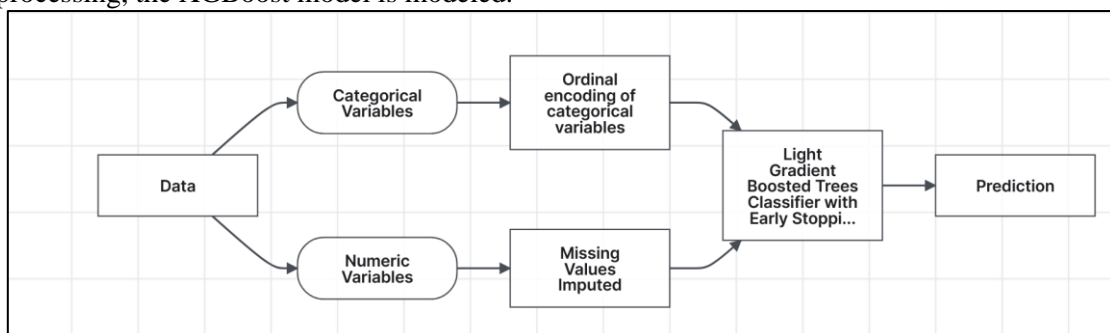 processing, the XGBoost model is modeled.
Categorical
Variables
Ordinal
encoding of
categorical
variables
Data
Light
Gradient
Boosted Trees
Classifier with
Early Stoppi...
Prediction
Numeric
Variables
Missing
Values
Imputed